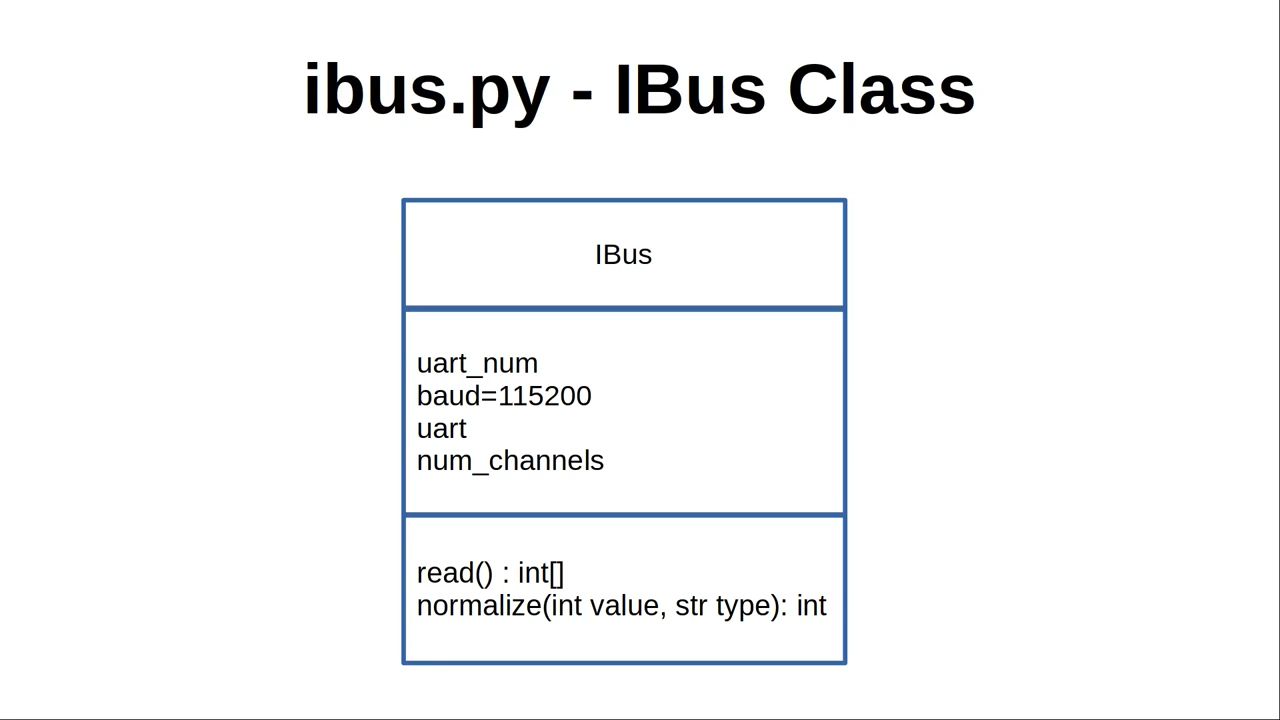 ibus.py - IBus Class
IBus
uart_num
baud=115200
uart
num_channels
read() : int[]
normalize(int value, str type): int